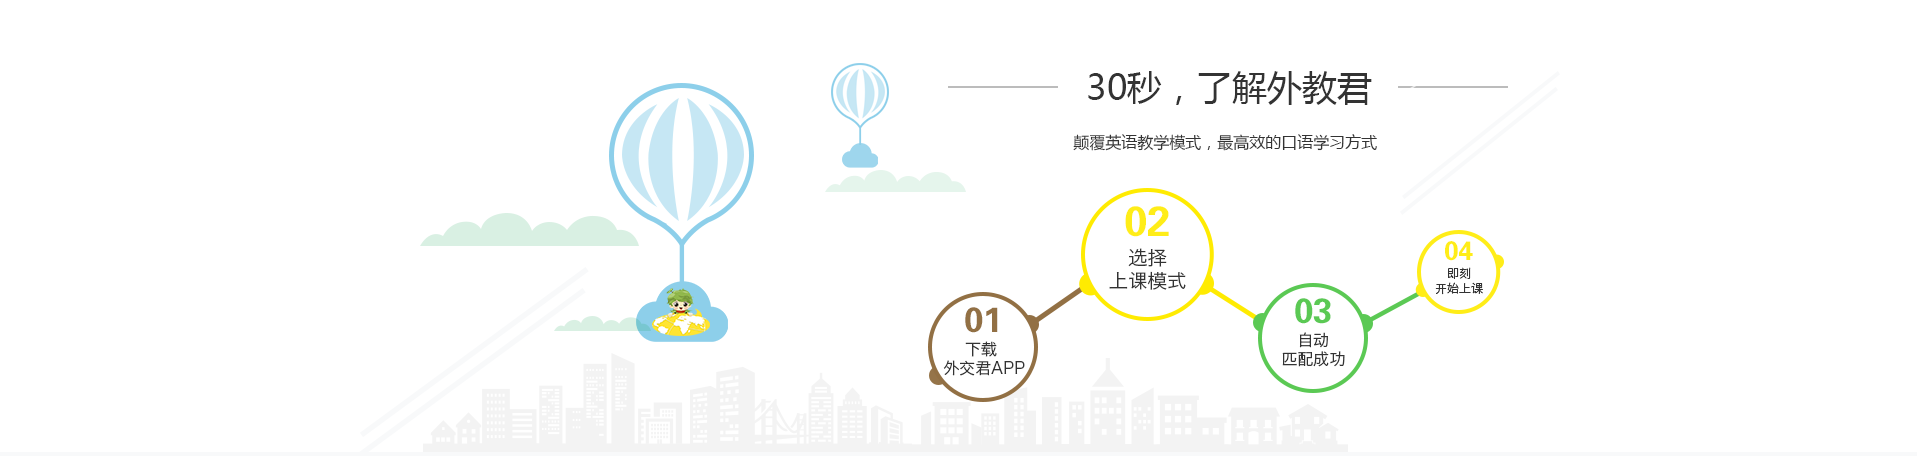 30秒，了解外教君
颠覆英语教学模式，最高效的口语学习方式
01
下载
外交君APP
02
选择
上课模式
03
自动
匹配成功
04
即刻
开始上课